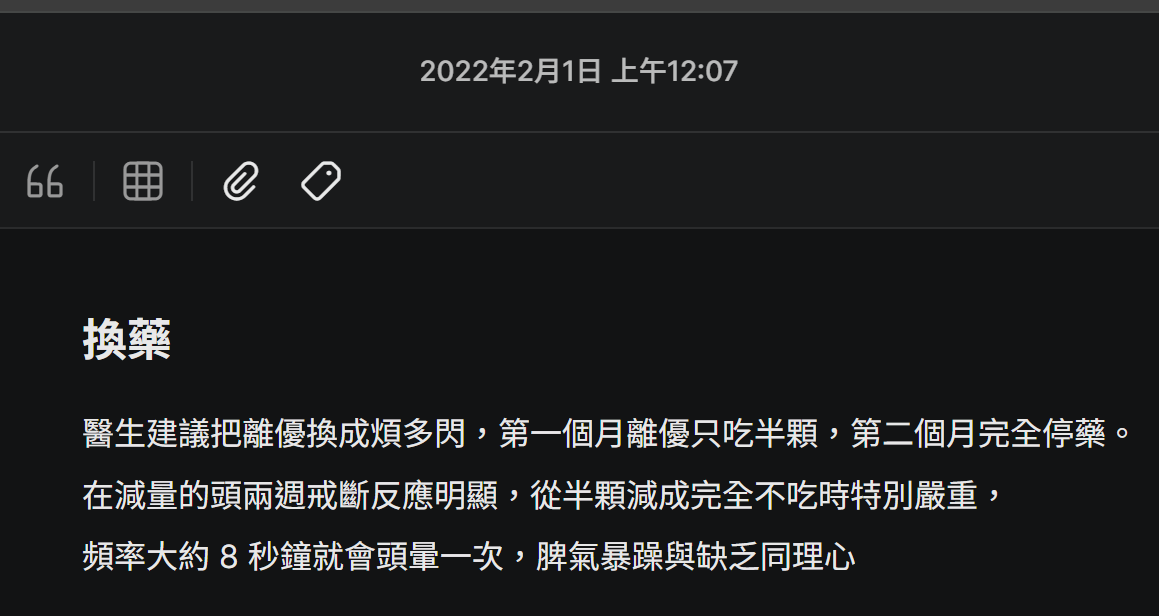 2022年2月1日 上午12:07
換藥
醫生建議把離優換成煩多閃，第一個月離優只吃半顆，第二個月完全停藥。
在減量的頭兩週戒斷反應明顯，從半顆減成完全不吃時特別嚴重，
頻率大約 8 秒鐘就會頭暈一次，脾氣暴躁與缺乏同理心